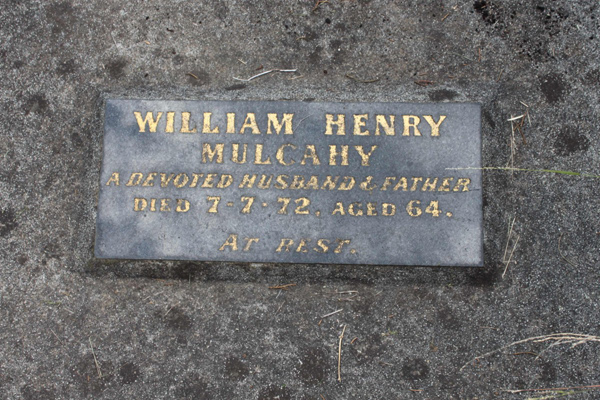 WILLIAM HENRY
MULCAHY
A DEVOTED HUSBAND & FATHER
DIED 7-7-72. AGED 64.
AT REST.